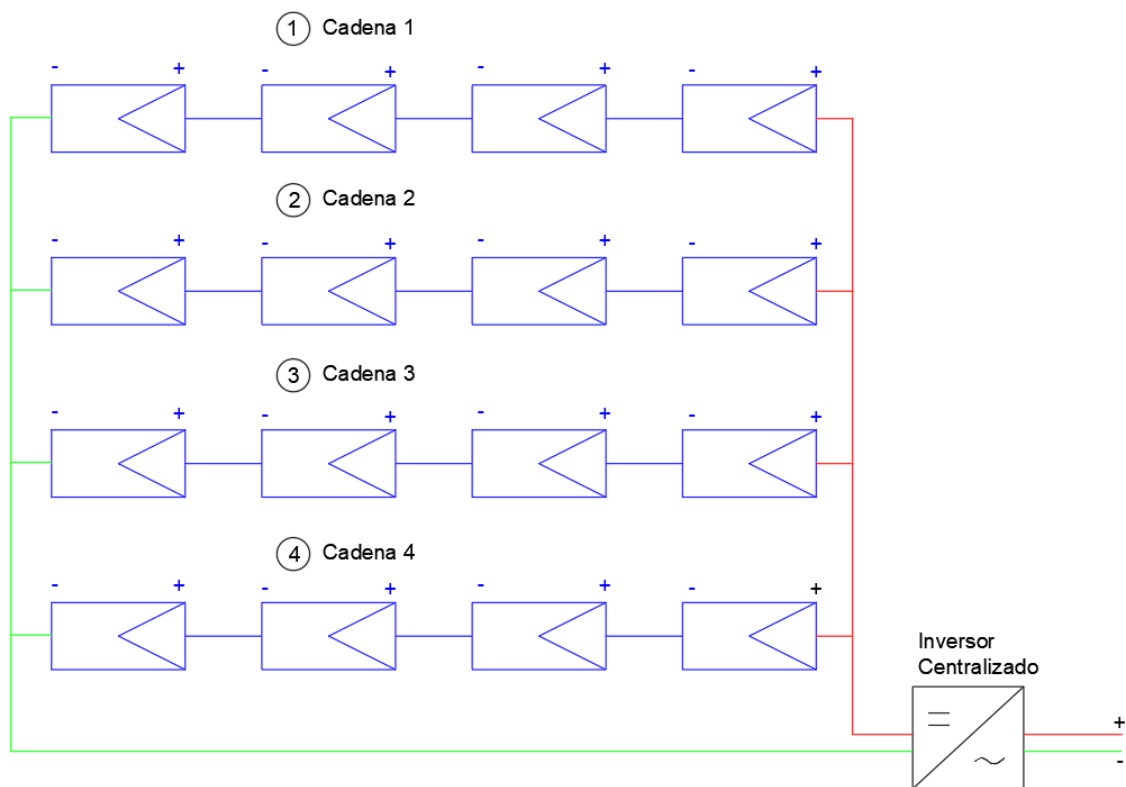 1 Cadena 1
- + - + - + - +
2 Cadena 2
- + - + - + - +
3 Cadena 3
- + - + - + - +
4 Cadena 4
- + - + - + - +
Inversor
Centralizado
+
-